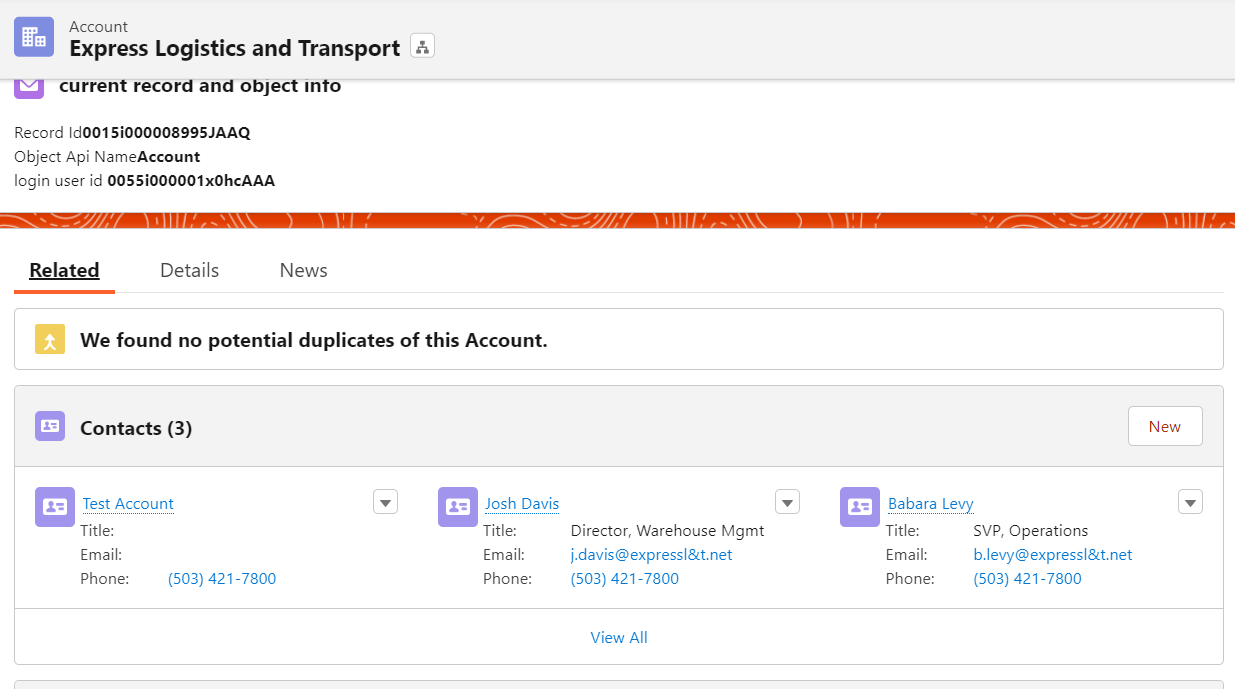 Account
Express Logistics and Transport
current record and object info
Record Id0015i000008995JAAQ
Object Api NameAccount
login user id 0055i000001x0hcAAA
Related Details News
We found no potential duplicates of this Account.
Contacts (3) New
Test Account Josh Davis Babara Levy
Title: Title: Director, Warehouse Mgmt Title: SVP, Operations
Email: Email: j.davis@expressl&t.net Email: b.levy@expressl&t.net
Phone: (503) 421-7800 Phone: (503) 421-7800 Phone: (503) 421-7800
View All